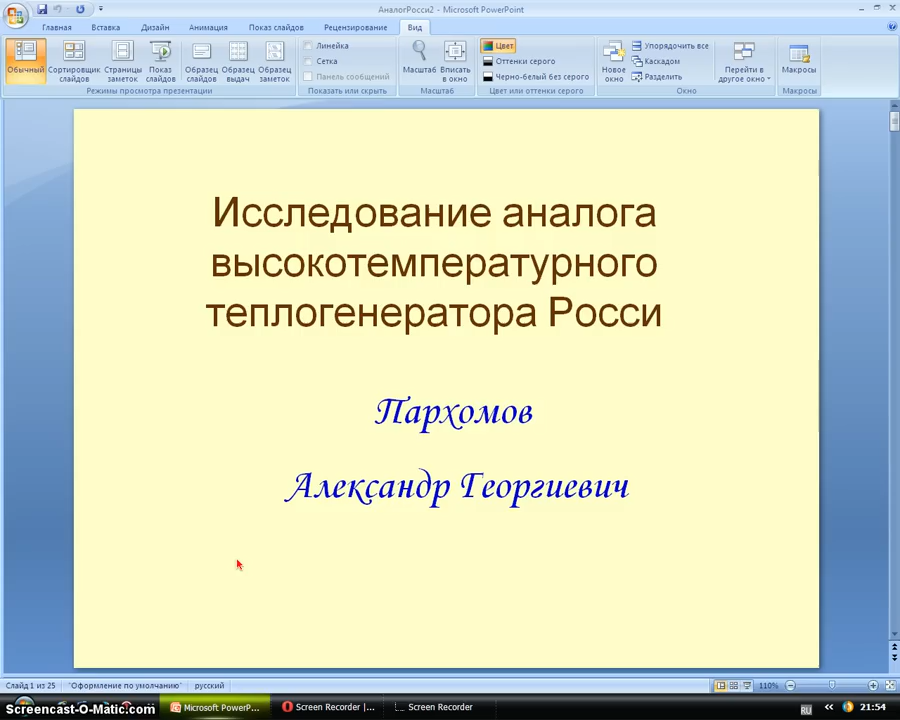 АналогРосси2 - Microsoft PowerPoint
Главная Вставка Дизайн Анимация Показ слайдов Рецензирование Вид
Обычный Сортировщик слайдов Страницы заметок Показ слайдов Образец слайдов Образец выдач Образец заметок
Линейка
Сетка
Панель сообщений
Масштаб Вписать в окно
Цвет
Оттенки серого
Черно-белый без серого
Новое окно
Упорядочить все
Каскадом
Разделить
Перейти в другое окно
Макросы
Режимы просмотра презентации Показать или скрыть Масштаб Цвет или оттенки серого Окно Макросы
Исследование аналога
высокотемпературного
теплогенератора Росси
Пархомов
Александр Георгиевич
Слайд 1 из 25 "Оформление по умолчанию" русский 110%
Screencast-O-Matic.com Microsoft PowerP... Screen Recorder |... Screen Recorder RU 21:54